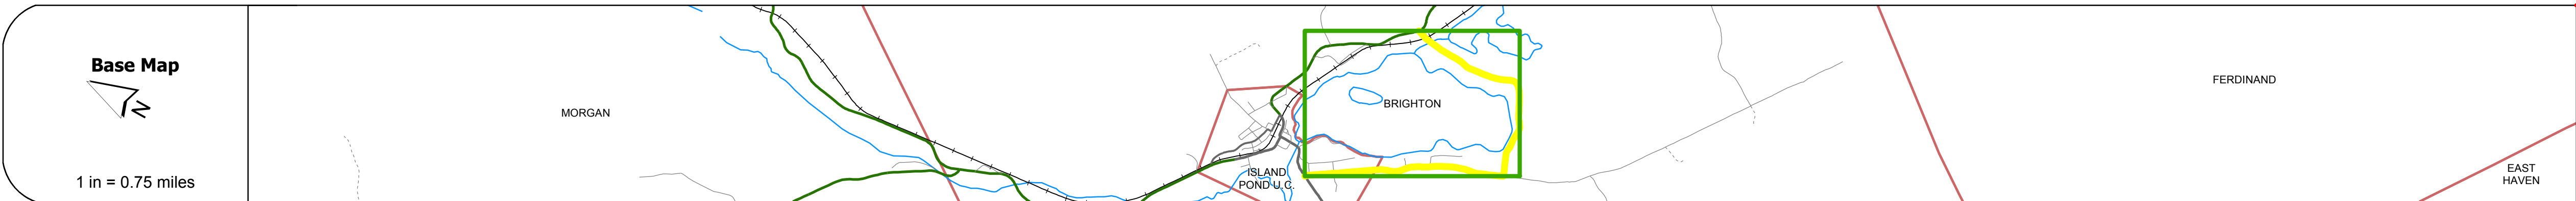 Base Map
N
1 in = 0.75 miles
MORGAN
ISLAND
POND U.C.
BRIGHTON
FERDINAND
EAST
HAVEN